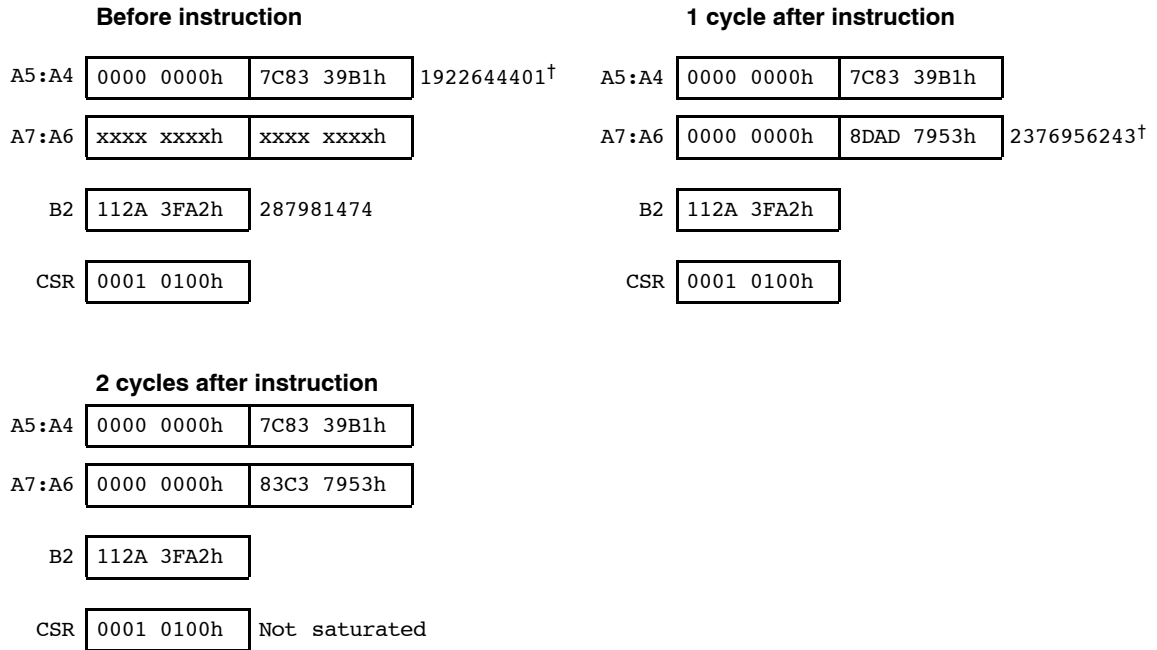 Before instruction 1 cycle after instruction
A5:A4 0000 0000h 7C83 39B1h 1922644401† A5:A4 0000 0000h 7C83 39B1h
A7:A6 xxxx xxxxh xxxx xxxxh A7:A6 0000 0000h 8DAD 7953h 2376956243†
B2 112A 3FA2h 287981474 B2 112A 3FA2h
CSR 0001 0100h CSR 0001 0100h
2 cycles after instruction
A5:A4 0000 0000h 7C83 39B1h
A7:A6 0000 0000h 83C3 7953h
B2 112A 3FA2h
CSR 0001 0100h Not saturated